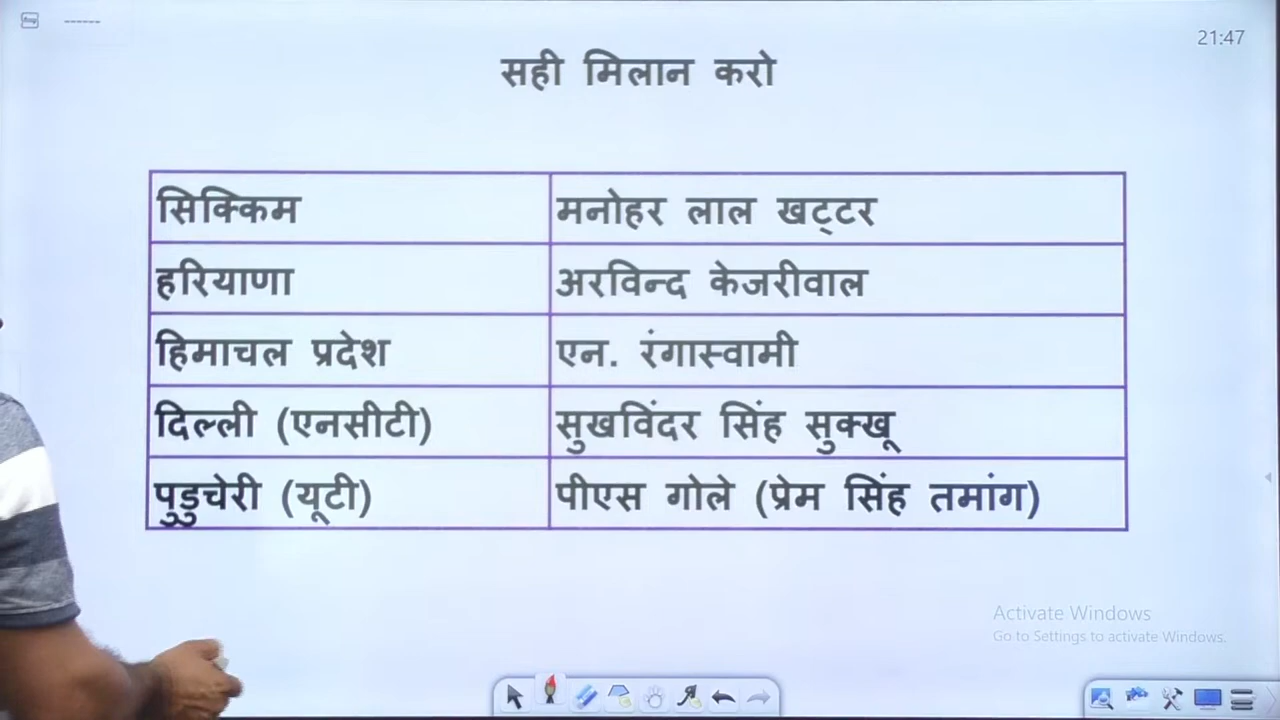 ------
21:47
सही मिलान करो
सिक्किम मनोहर लाल खट्टर
हरियाणा अरविन्द केजरीवाल
हिमाचल प्रदेश एन. रंगास्वामी
दिल्ली (एनसीटी) सुखविंदर सिंह सुक्खू
पुडुचेरी (यूटी) पीएस गोले (प्रेम सिंह तमांग)
Activate Windows
Go to Settings to activate Windows.